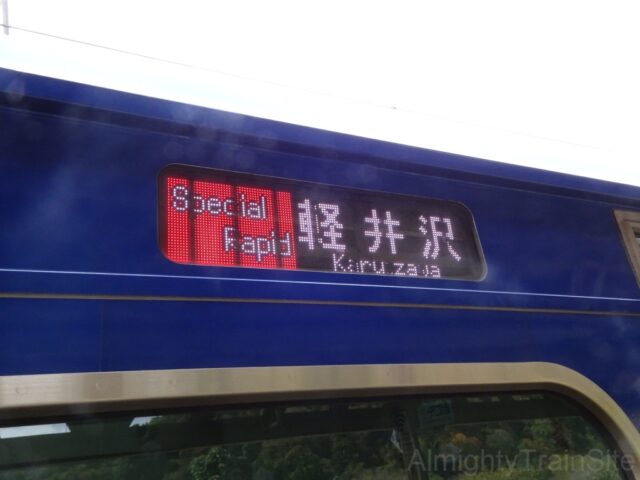 Special
Rapid
軽井沢
Karuizawa
AlmightyTrainSite